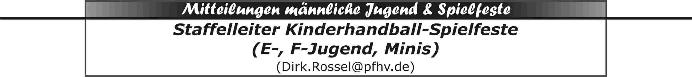 Mitteilungen männliche Jugend & Spielfeste
Staffelleiter Kinderhandball-Spielfeste
(E-, F-Jugend, Minis)
(Dirk.Rossel@pfhv.de)